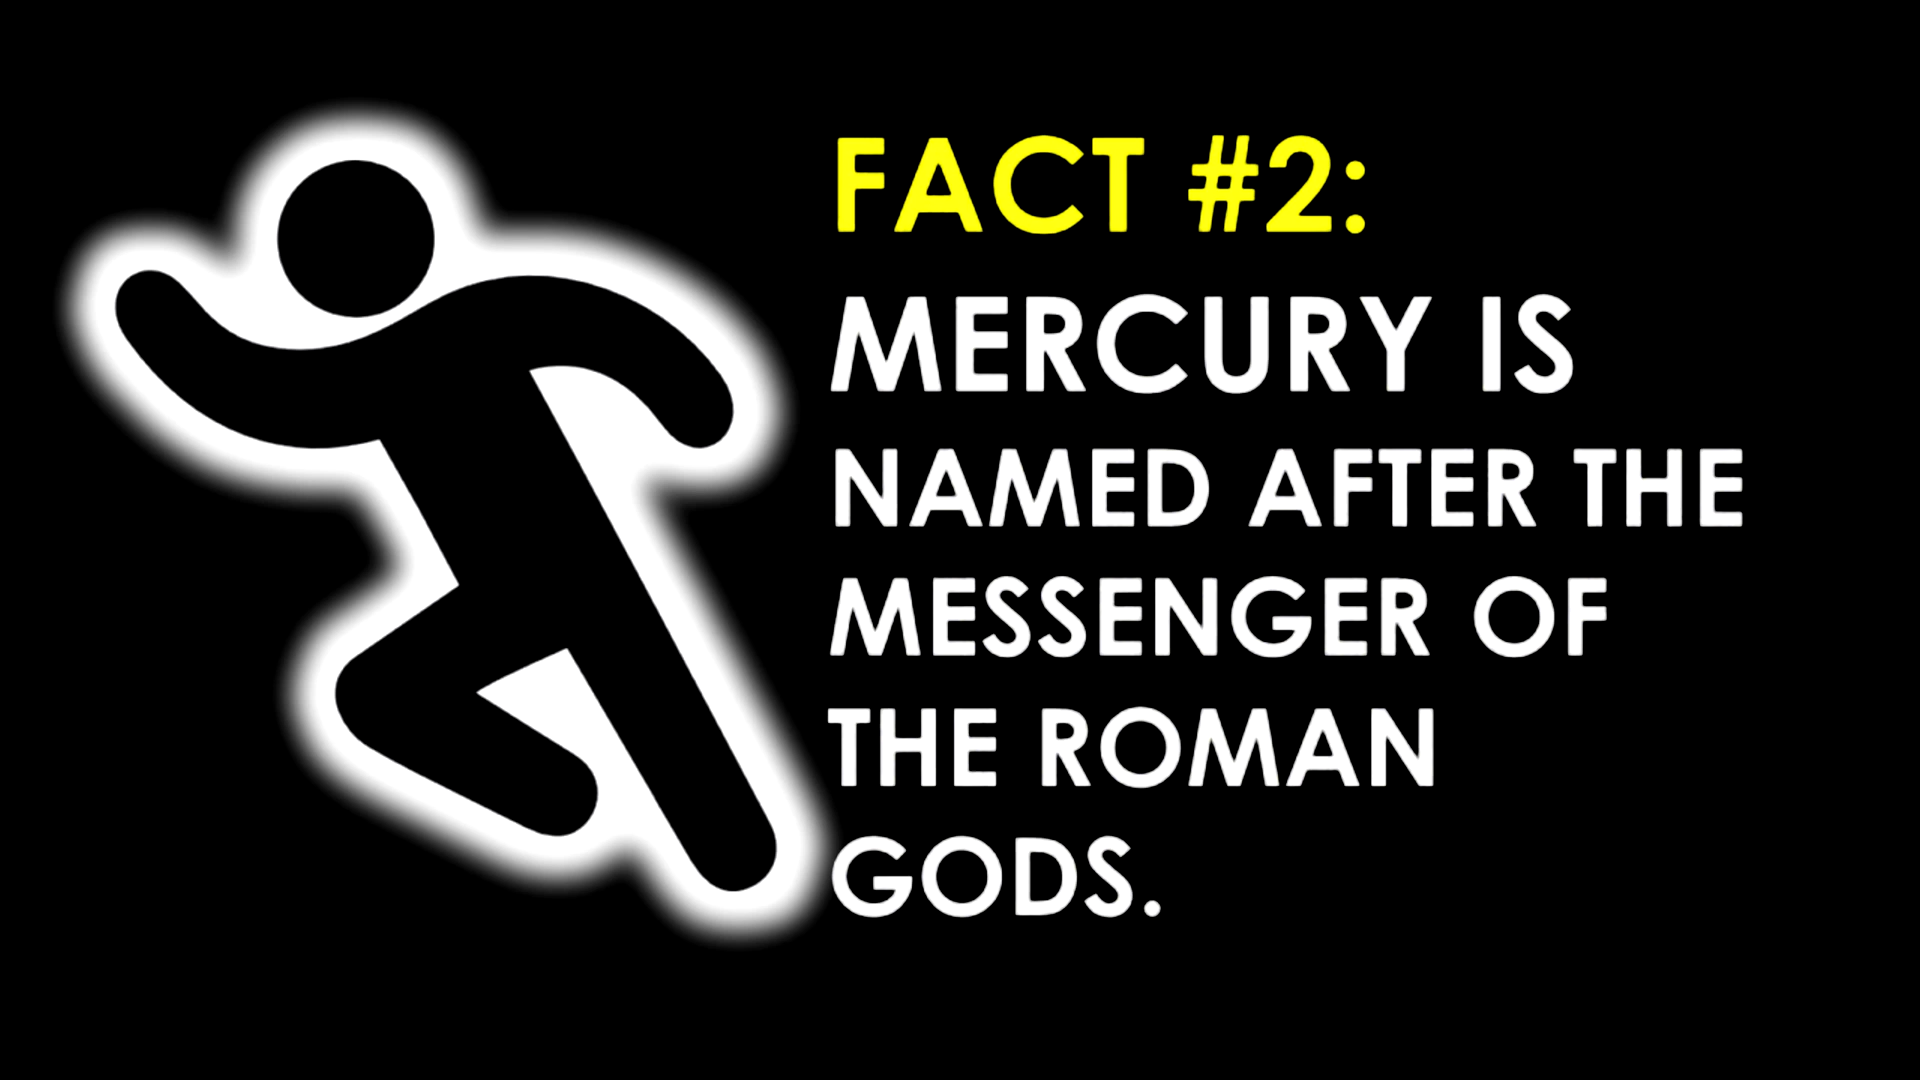 FACT #2:
MERCURY IS
NAMED AFTER THE
MESSENGER OF
THE ROMAN
GODS.